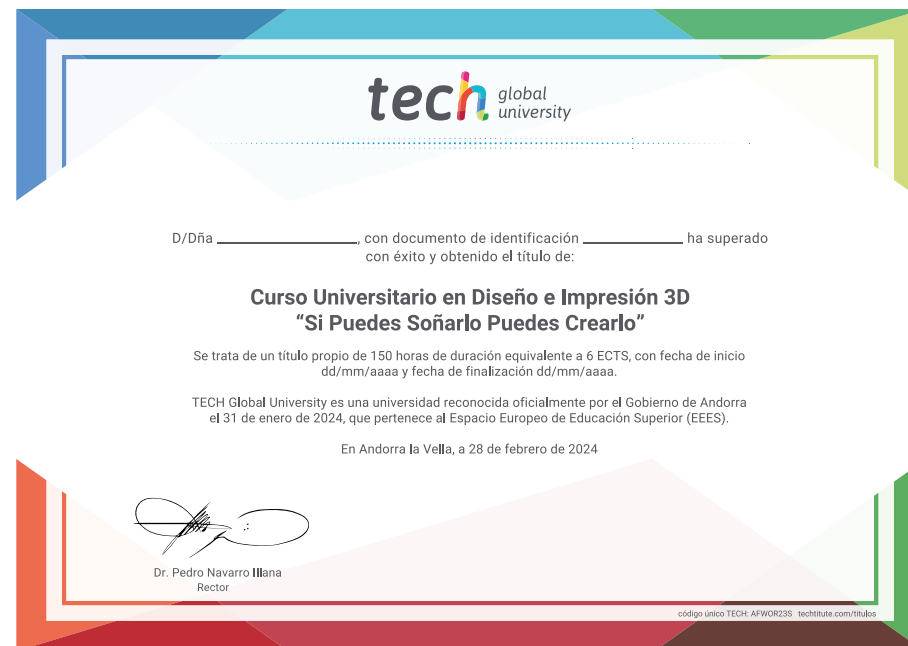 tech global university
D/Dña ____________________, con documento de identificación ______________ ha superado
con éxito y obtenido el título de:
Curso Universitario en Diseño e Impresión 3D
“Si Puedes Soñarlo Puedes Crearlo”
Se trata de un título propio de 150 horas de duración equivalente a 6 ECTS, con fecha de inicio
dd/mm/aaaa y fecha de finalización dd/mm/aaaa.
TECH Global University es una universidad reconocida oficialmente por el Gobierno de Andorra
el 31 de enero de 2024, que pertenece al Espacio Europeo de Educación Superior (EEES).
En Andorra la Vella, a 28 de febrero de 2024
Dr. Pedro Navarro Illana
Rector
código único TECH: AFWOR23S techtitute.com/titulos